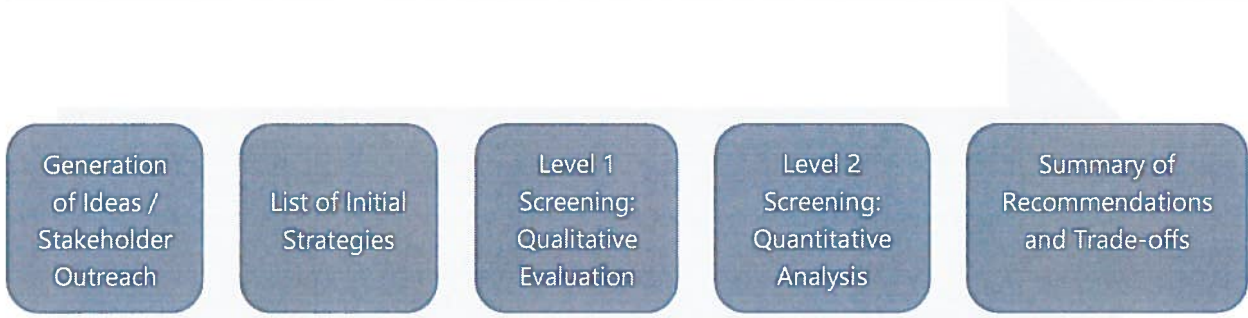 Generation
of Ideas /
Stakeholder
Outreach
List of Initial
Strategies
Level 1
Screening:
Qualitative
Evaluation
Level 2
Screening:
Quantitative
Analysis
Summary of
Recommendations
and Trade-offs